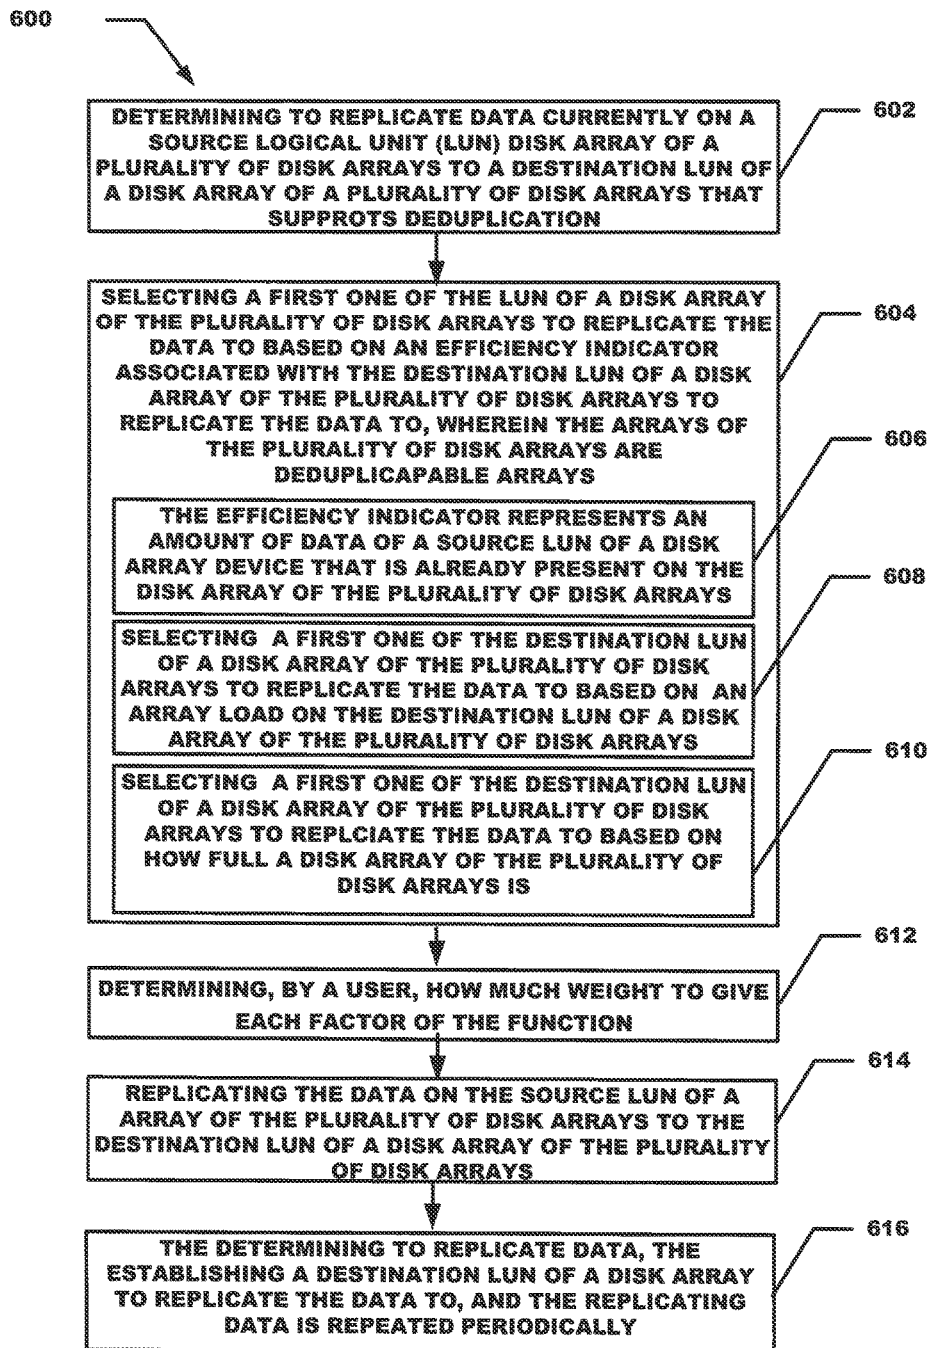 600
DETERMINING TO REPLICATE DATA CURRENTLY ON A
SOURCE LOGICAL UNIT (LUN) DISK ARRAY OF A
PLURALITY OF DISK ARRAYS TO A DESTINATION LUN OF
A DISK ARRAY OF A PLURALITY OF DISK ARRAYS THAT
SUPPROTS DEDUPLICATION
602
SELECTING A FIRST ONE OF THE LUN OF A DISK ARRAY
OF THE PLURALITY OF DISK ARRAYS TO REPLICATE THE
DATA TO BASED ON AN EFFICIENCY INDICATOR
ASSOCIATED WITH THE DESTINATION LUN OF A DISK
ARRAY OF THE PLURALITY OF DISK ARRAYS TO
REPLICATE THE DATA TO, WHEREIN THE ARRAYS OF
THE PLURALITY OF DISK ARRAYS ARE
DEDUPLICAPABLE ARRAYS
604
THE EFFICIENCY INDICATOR REPRESENTS AN
AMOUNT OF DATA OF A SOURCE LUN OF A DISK
ARRAY DEVICE THAT IS ALREADY PRESENT ON THE
DISK ARRAY OF THE PLURALITY OF DISK ARRAYS
606
SELECTING A FIRST ONE OF THE DESTINATION LUN
OF A DISK ARRAY OF THE PLURALITY OF DISK
ARRAYS TO REPLICATE THE DATA TO BASED ON AN
ARRAY LOAD ON THE DESTINATION LUN OF A DISK
ARRAY OF THE PLURALITY OF DISK ARRAYS
608
SELECTING A FIRST ONE OF THE DESTINATION LUN
OF A DISK ARRAY OF THE PLURALITY OF DISK
ARRAYS TO REPLCIATE THE DATA TO BASED ON
HOW FULL A DISK ARRAY OF THE PLURALITY OF
DISK ARRAYS IS
610
DETERMINING, BY A USER, HOW MUCH WEIGHT TO GIVE
EACH FACTOR OF THE FUNCTION
612
REPLICATING THE DATA ON THE SOURCE LUN OF A
ARRAY OF THE PLURALITY OF DISK ARRAYS TO THE
DESTINATION LUN OF A DISK ARRAY OF THE PLURALITY
OF DISK ARRAYS
614
THE DETERMINING TO REPLICATE DATA, THE
ESTABLISHING A DESTINATION LUN OF A DISK ARRAY
TO REPLICATE THE DATA TO, AND THE REPLICATING
DATA IS REPEATED PERIODICALLY
616